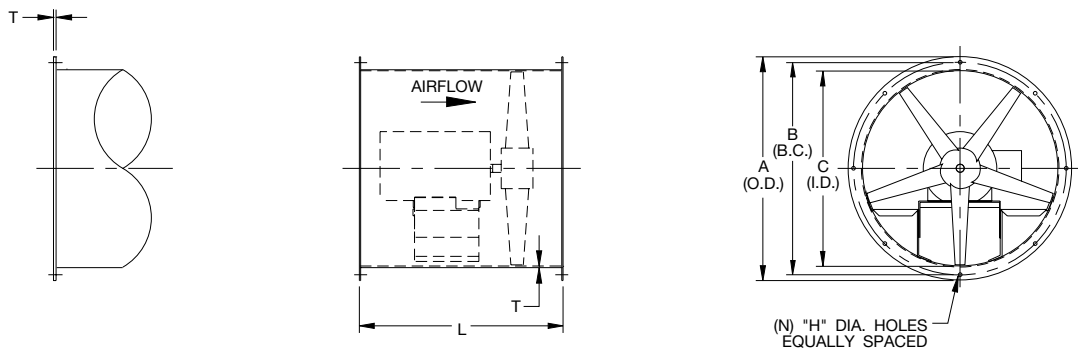 T
AIRFLOW
T
L
A
(O.D.)
B
(B.C.)
C
(I.D.)
(N) "H" DIA. HOLES
EQUALLY SPACED